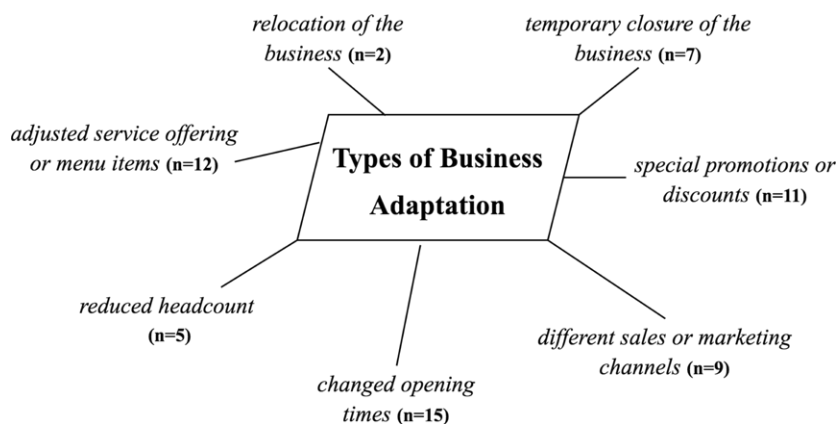 relocation of the
business (n=2)
temporary closure of the
business (n=7)
adjusted service offering
or menu items (n=12)
Types of Business
Adaptation
special promotions or
discounts (n=11)
reduced headcount
(n=5)
different sales or marketing
channels (n=9)
changed opening
times (n=15)